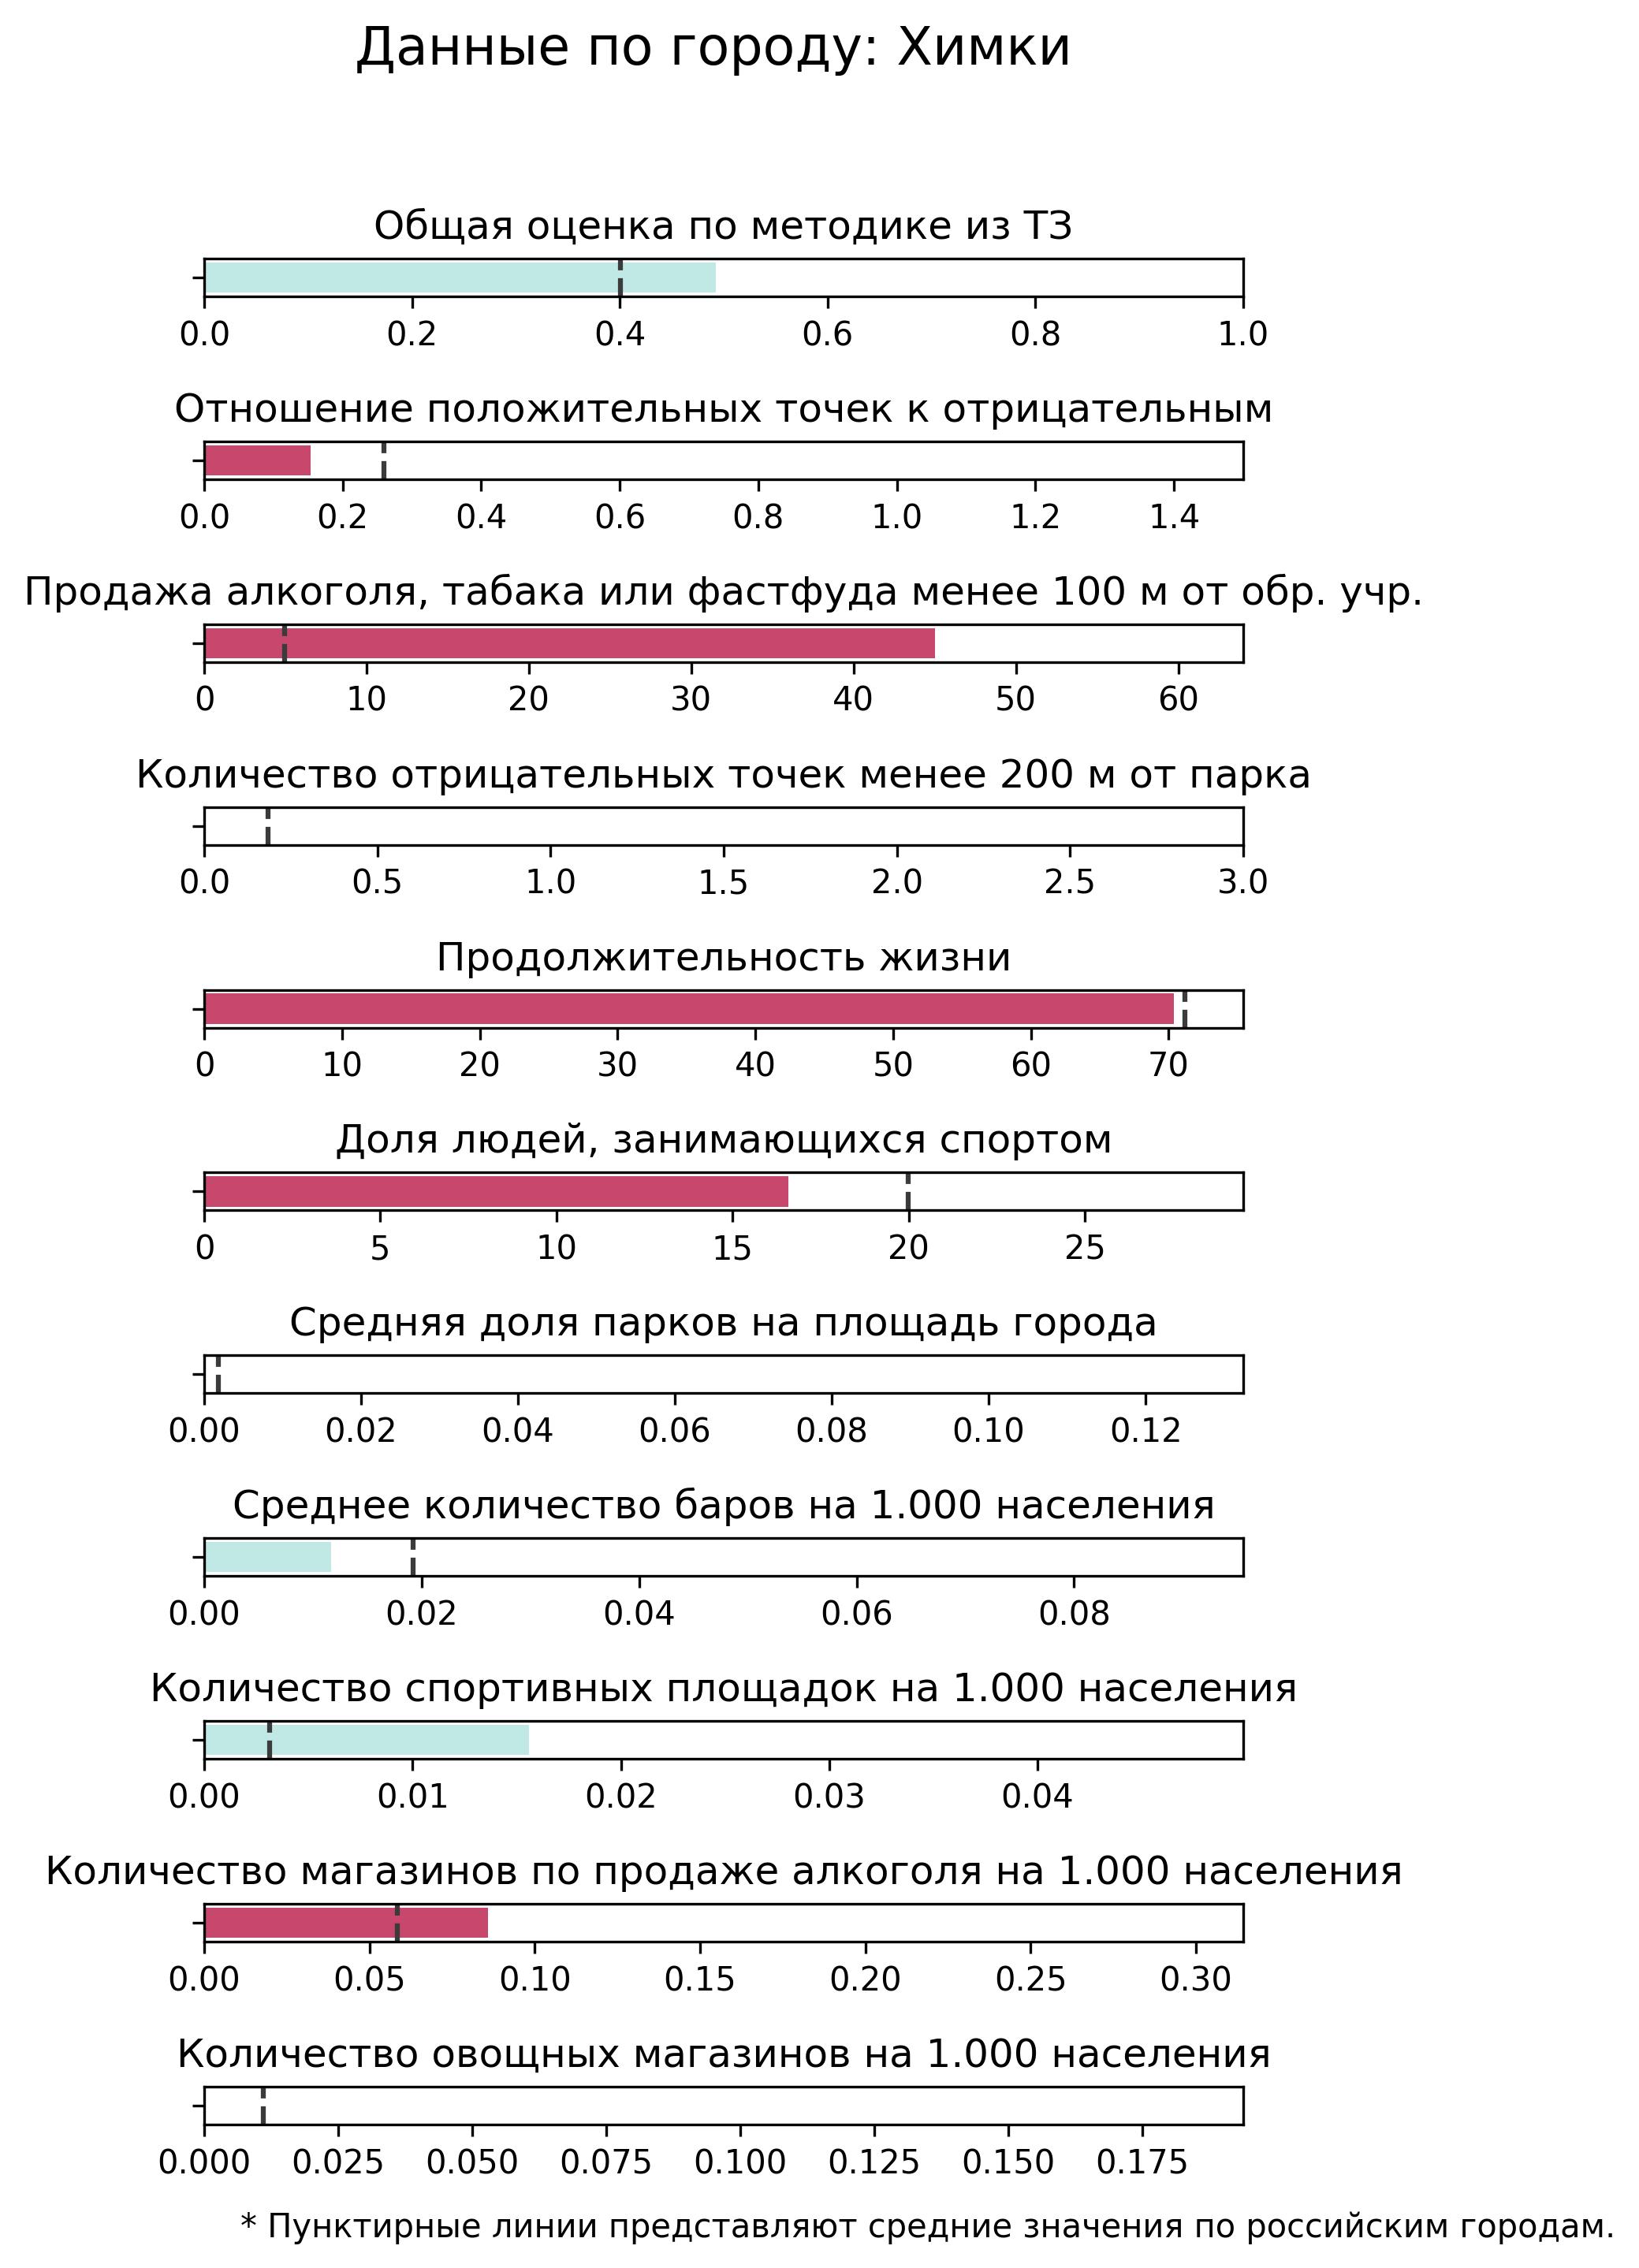 Данные по городу: Химки
Общая оценка по методике из ТЗ
0.0 0.2 0.4 0.6 0.8 1.0
Отношение положительных точек к отрицательным
0.0 0.2 0.4 0.6 0.8 1.0 1.2 1.4
Продажа алкоголя, табака или фастфуда менее 100 м от обр. учр.
0 10 20 30 40 50 60
Количество отрицательных точек менее 200 м от парка
0.0 0.5 1.0 1.5 2.0 2.5 3.0
Продолжительность жизни
0 10 20 30 40 50 60 70
Доля людей, занимающихся спортом
0 5 10 15 20 25
Средняя доля парков на площадь города
0.00 0.02 0.04 0.06 0.08 0.10 0.12
Среднее количество баров на 1.000 населения
0.00 0.02 0.04 0.06 0.08
Количество спортивных площадок на 1.000 населения
0.00 0.01 0.02 0.03 0.04
Количество магазинов по продаже алкоголя на 1.000 населения
0.00 0.05 0.10 0.15 0.20 0.25 0.30
Количество овощных магазинов на 1.000 населения
0.000 0.025 0.050 0.075 0.100 0.125 0.150 0.175
* Пунктирные линии представляют средние значения по российским городам.